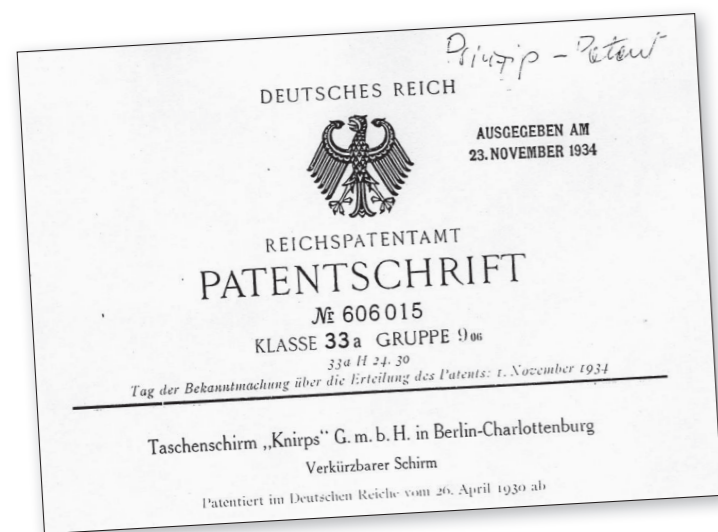 Prinzip – Patent
DEUTSCHES REICH
AUSGEGEBEN AM
23. NOVEMBER 1934
REICHSPATENTAMT
PATENTSCHRIFT
№ 606015
KLASSE 33a GRUPPE 9 06
33a H 24. 30
Tag der Bekanntmachung über die Erteilung des Patents: 1. November 1934
Taschenschirm „Knirps" G. m. b. H. in Berlin-Charlottenburg
Verkürzbarer Schirm
Patentiert im Deutschen Reiche vom 26. April 1930 ab